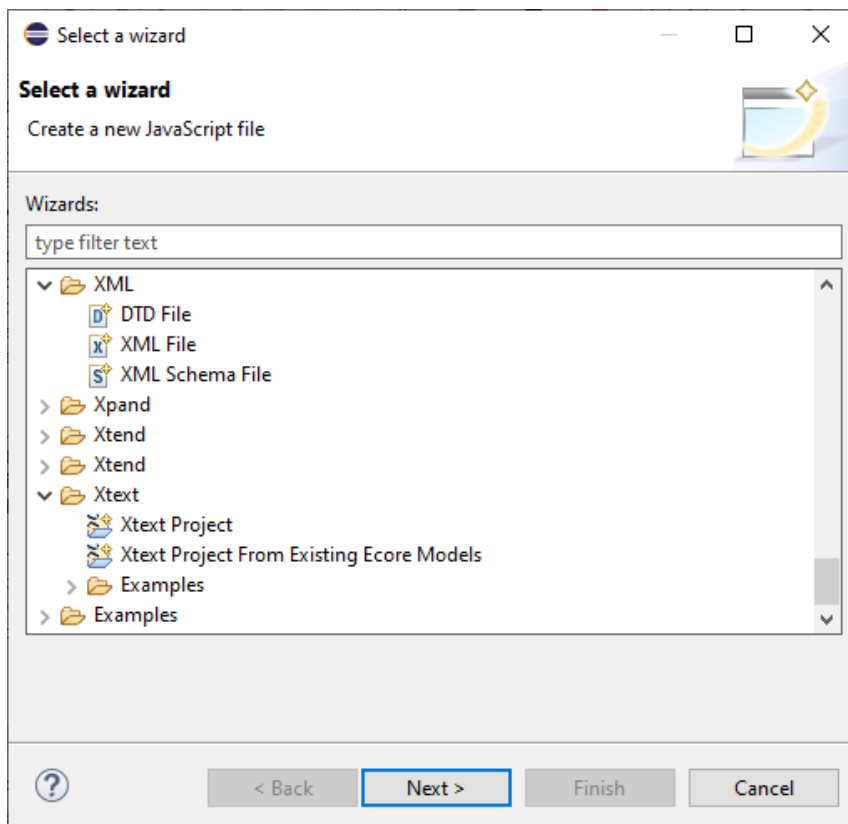 Select a wizard
Select a wizard
Create a new JavaScript file
Wizards:
type filter text
XML
DTD File
XML File
XML Schema File
Xpand
Xtend
Xtend
Xtext
Xtext Project
Xtext Project From Existing Ecore Models
Examples
Examples
< Back Next > Finish Cancel